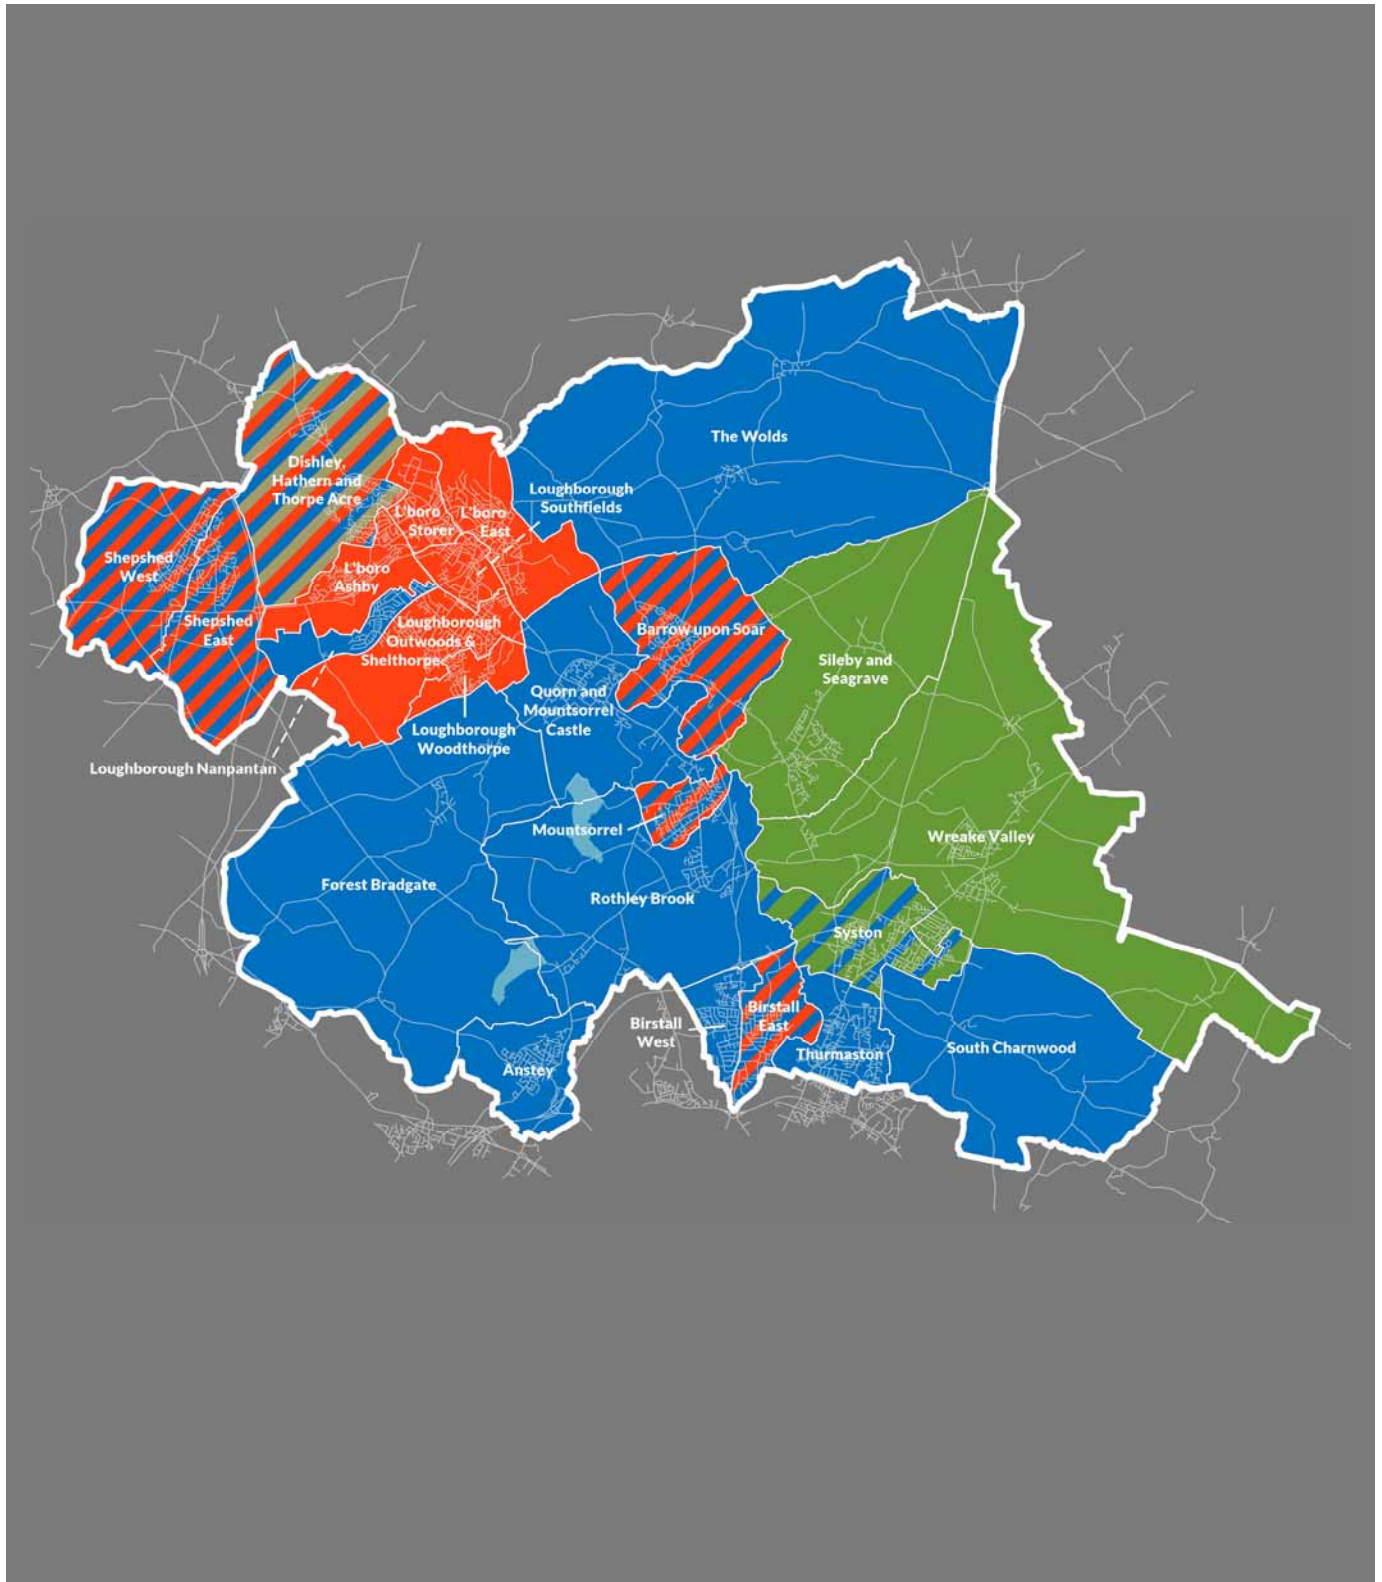 The Wolds
Dishley,
Hathern and
Thorpe Acre
Loughborough
Southfields
L'boro
Storer
L'boro
East
Shepshed
West
L'boro
Ashby
Shepshed
East
Loughborough
Outwoods &
Shelthorpe
Barrow upon Soar
Sileby and
Seagrave
Quorn and
Mountsorrel
Castle
Loughborough
Woodthorpe
Loughborough Nanpantan
Mountsorrel
Wreake Valley
Forest Bradgate
Rothley Brook
Syston
Birstall
West
Birstall
East
Thurmaston
South Charnwood
Anstey